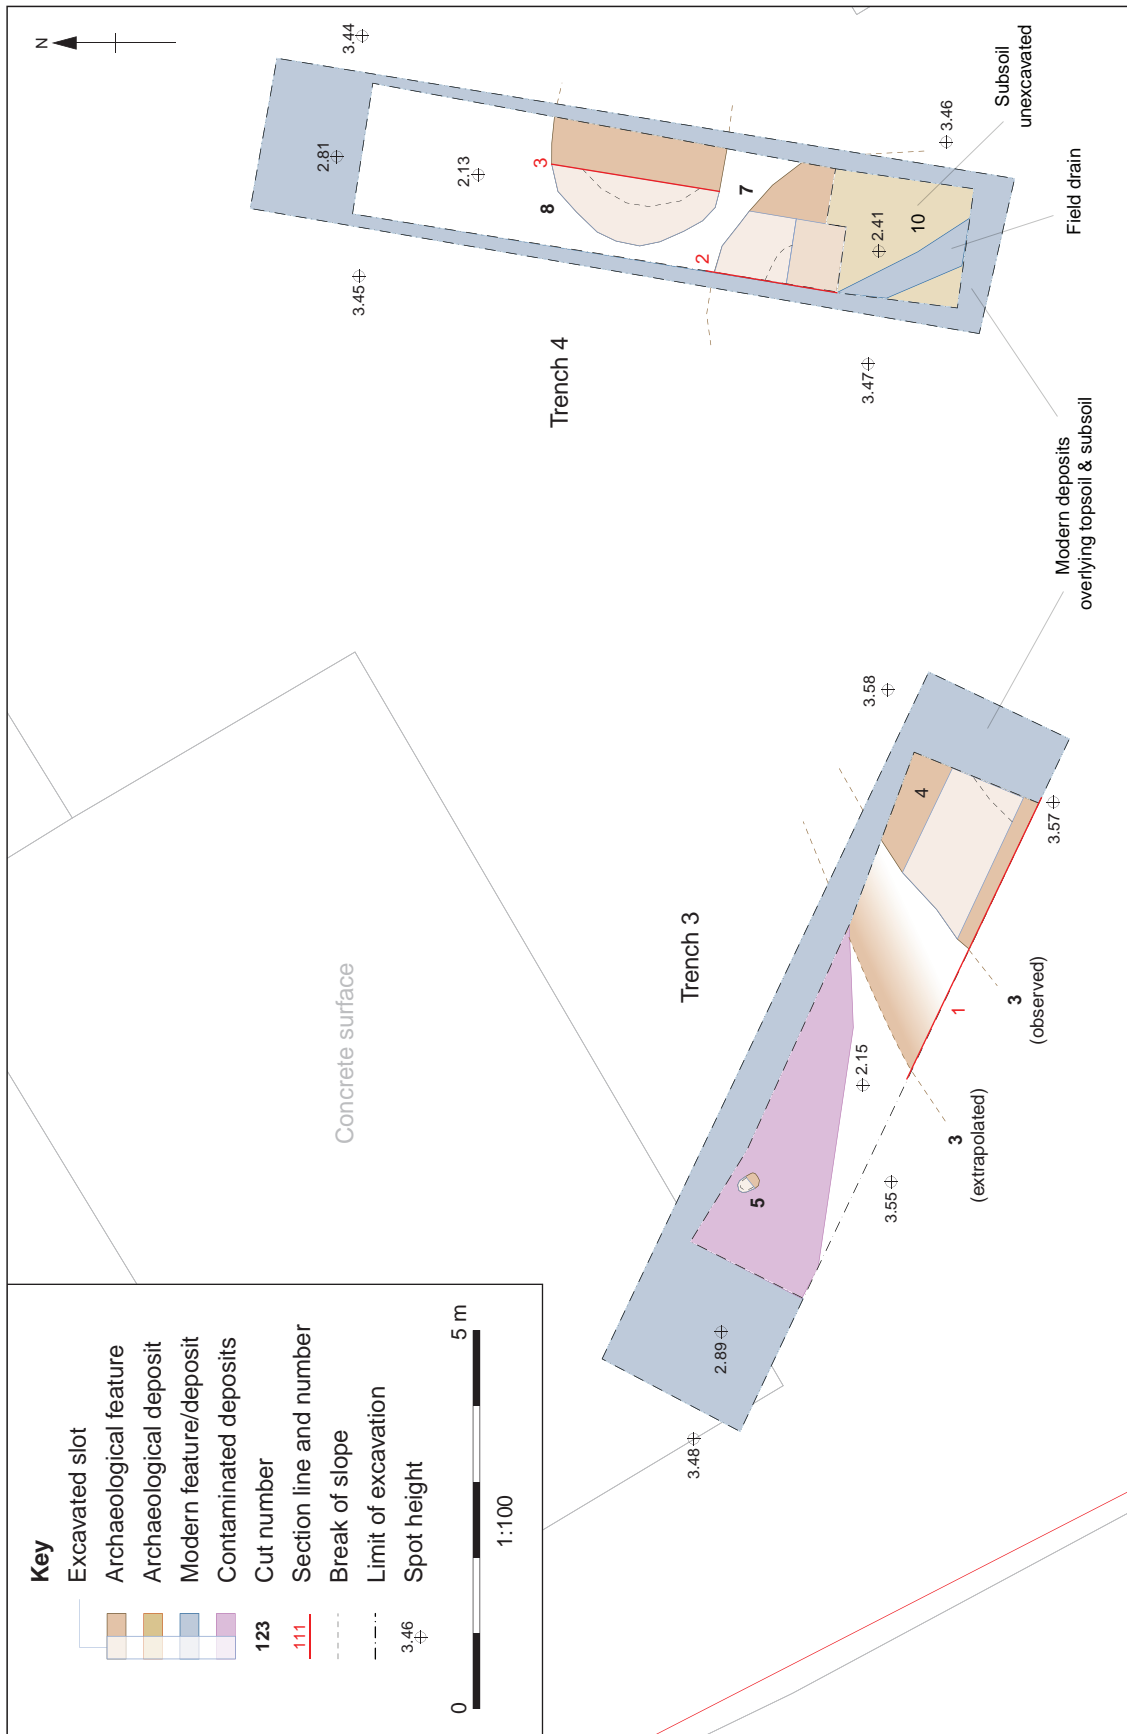 Key
Excavated slot
Archaeological feature
Archaeological deposit
Modern feature/deposit
Contaminated deposits
123 Cut number
111 Section line and number
Break of slope
Limit of excavation
3.46 Spot height
0 5 m
1:100
N
Concrete surface
Trench 3
3.48
2.89
5
3.55
2.15
3
(extrapolated)
1
3
(observed)
4
3.58
3.57
Modern deposits
overlying topsoil & subsoil
Trench 4
3.44
2.81
3.45
2.13
3
8
7
2
2.41
10
3.47
3.46
Subsoil
unexcavated
Field drain